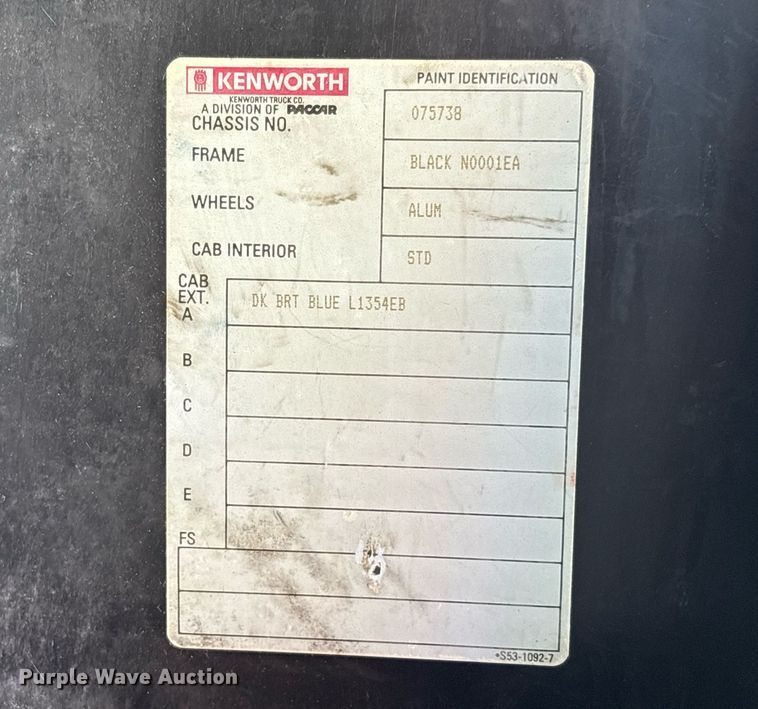 KENWORTH
KENWORTH TRUCK CO.
A DIVISION OF PACCAR
PAINT IDENTIFICATION
CHASSIS NO. 075738
FRAME BLACK N0001EA
WHEELS ALUM
CAB INTERIOR STD
CAB
EXT.
A DK BRT BLUE L1354EB
B
C
D
E
FS
*S53-1092-7
Purple Wave Auction